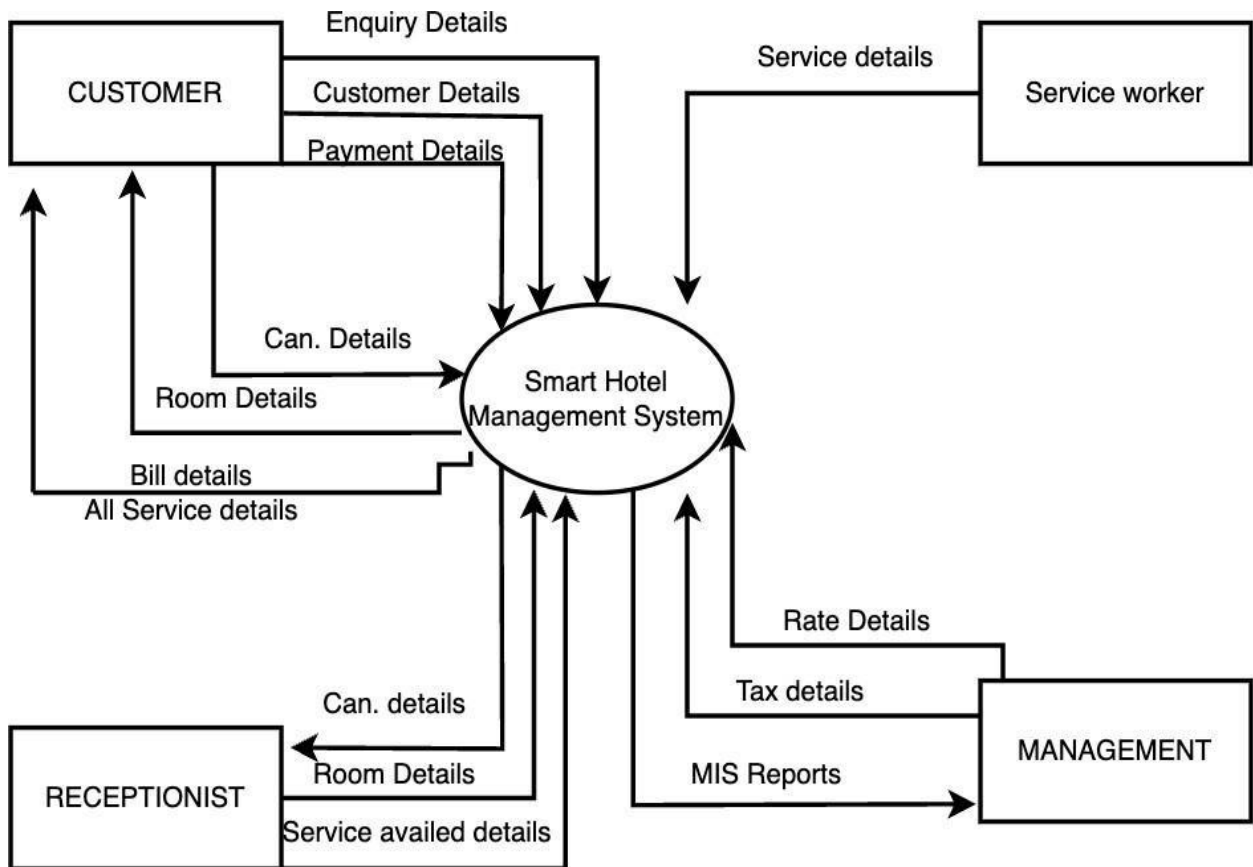 Enquiry Details
CUSTOMER
Customer Details
Payment Details
Service details
Service worker
Can. Details
Room Details
Bill details
All Service details
Smart Hotel
Management System
Rate Details
Tax details
MANAGEMENT
MIS Reports
Can. details
RECEPTIONIST
Room Details
Service availed details